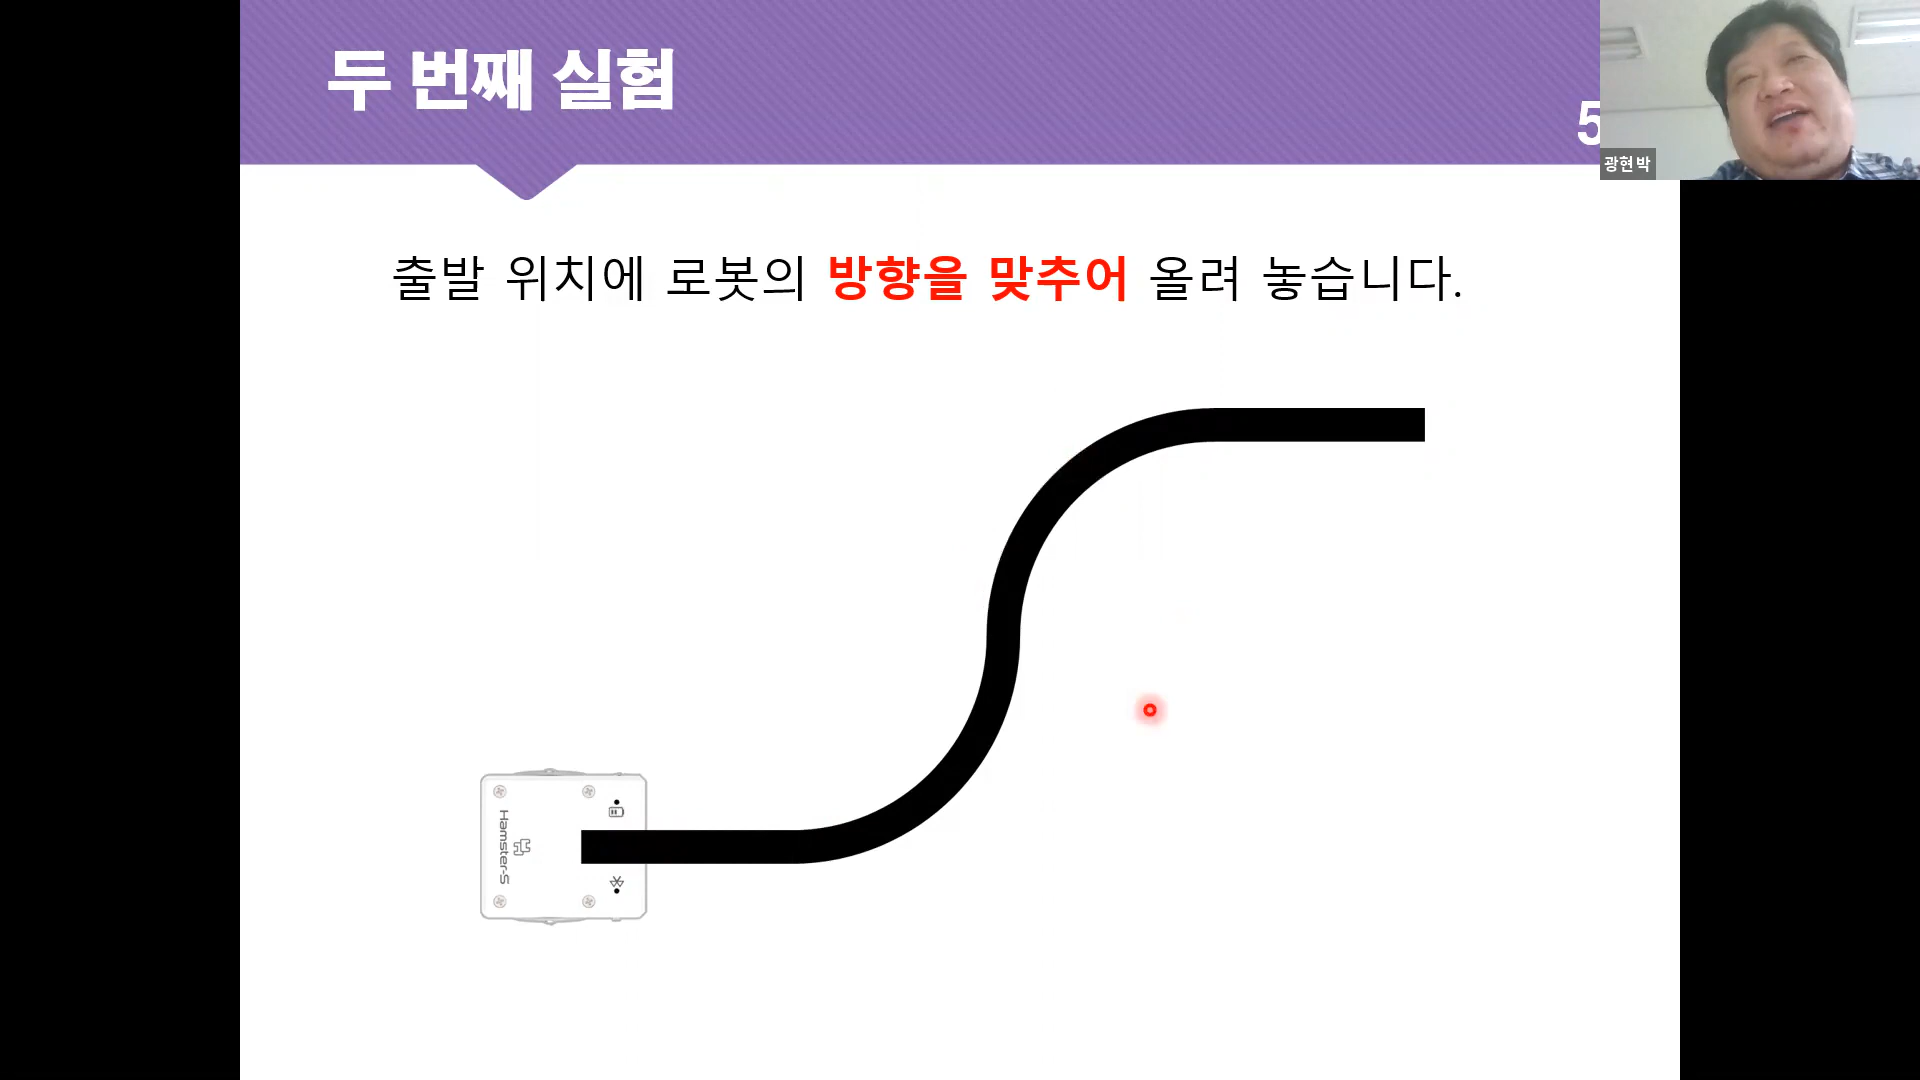 두 번째 실험
5
광현 박
출발 위치에 로봇의 방향을 맞추어 올려 놓습니다.
Hamster-S